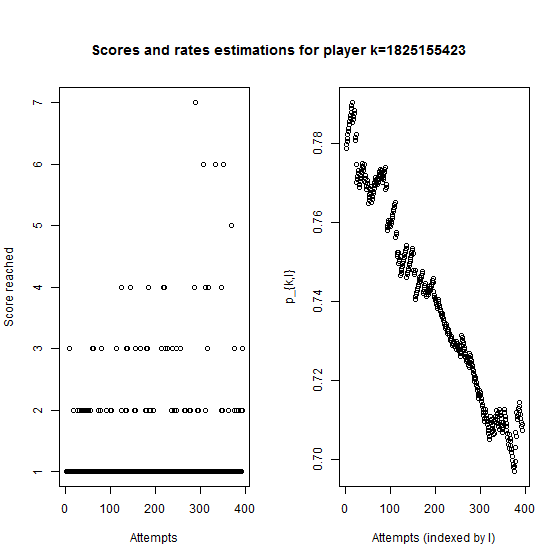 Scores and rates estimations for player k=1825155423
Score reached
7
6
5
4
3
2
1
0 100 200 300 400
Attempts
p_{k,l}
0.78
0.76
0.74
0.72
0.70
0 100 200 300 400
Attempts (indexed by l)